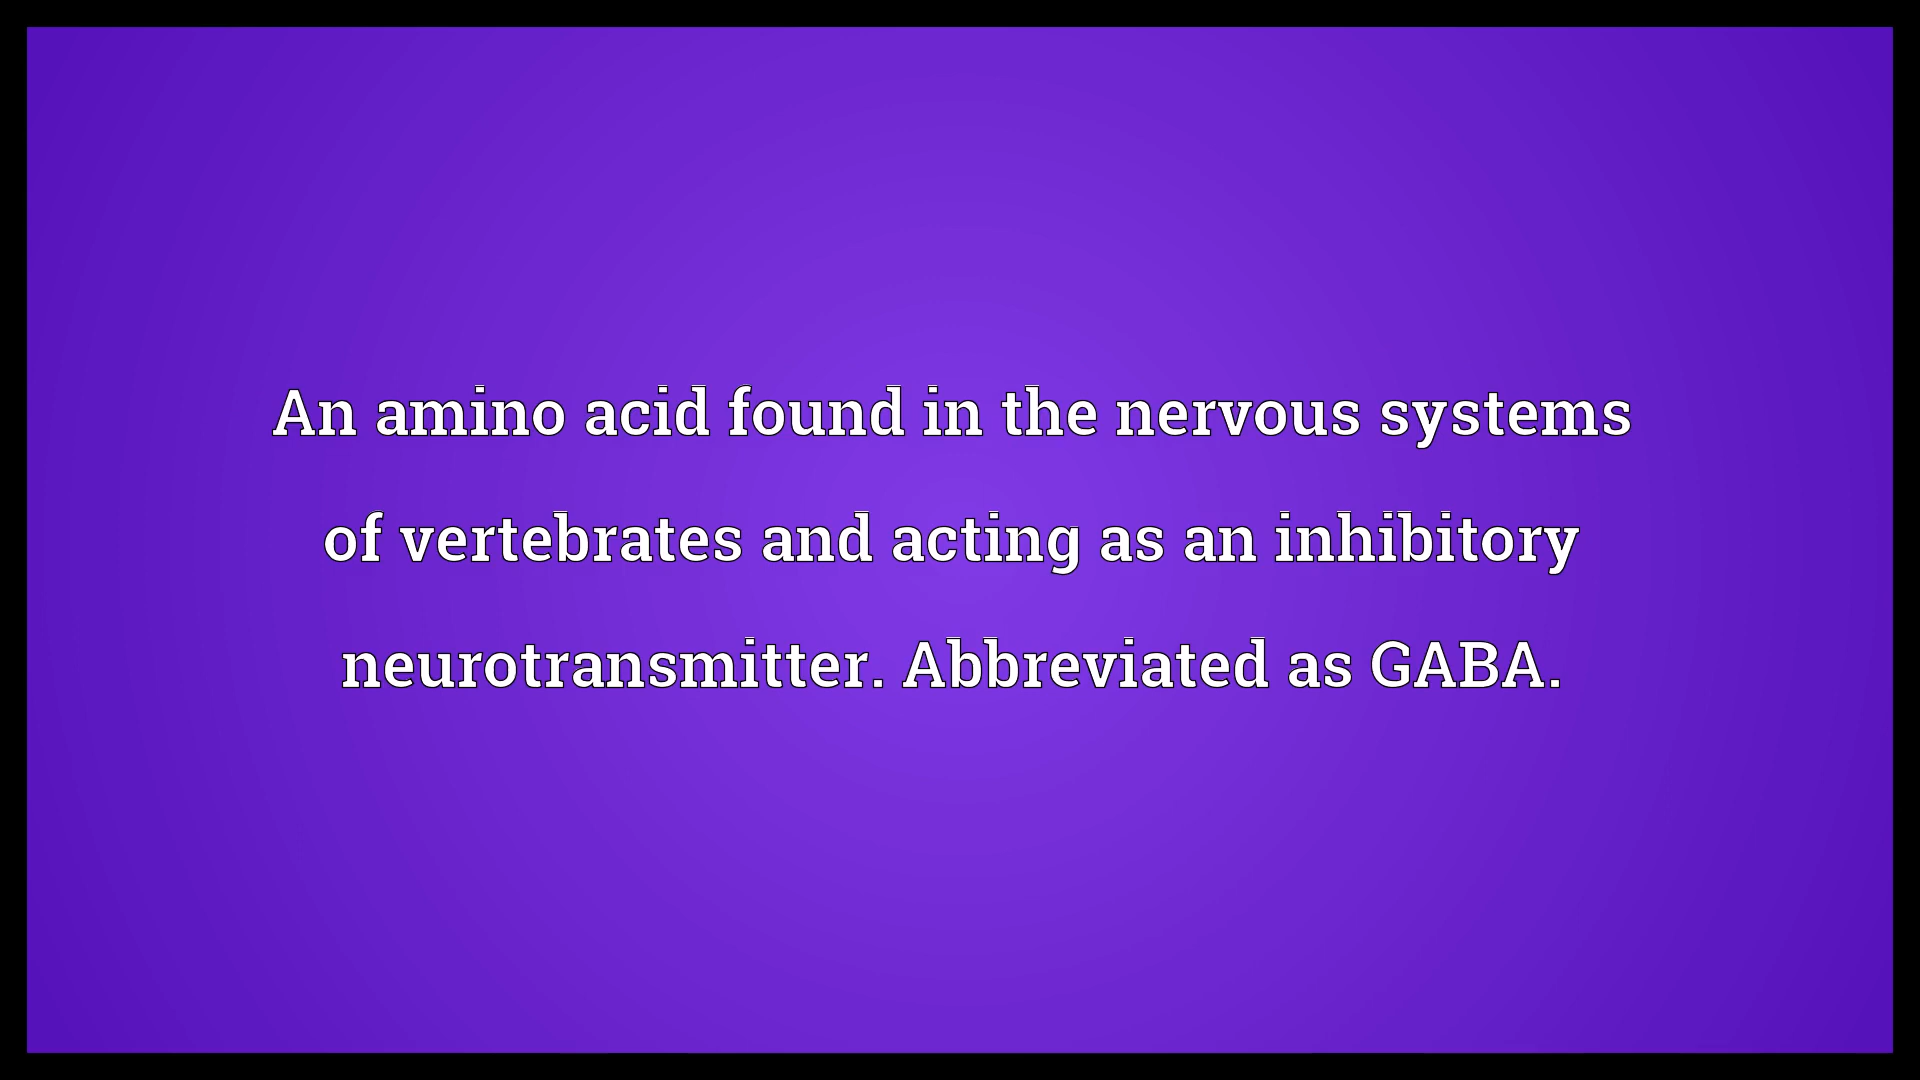 An amino acid found in the nervous systems
of vertebrates and acting as an inhibitory
neurotransmitter. Abbreviated as GABA.